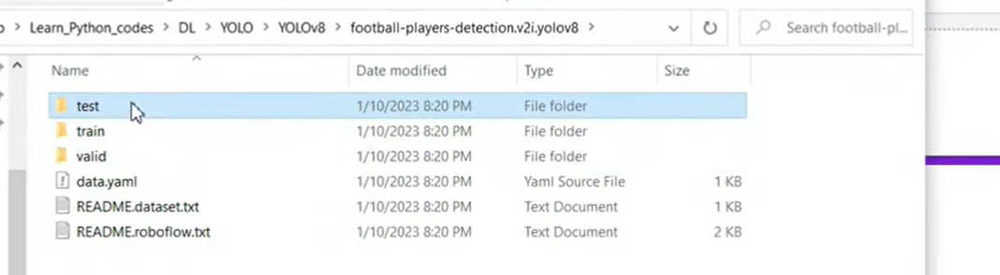 Learn_Python_codes > DL > YOLO > YOLOv8 > football-players-detection.v2i.yolov8 > Search football-pl...
Name Date modified Type Size
test 1/10/2023 8:20 PM File folder
train 1/10/2023 8:20 PM File folder
valid 1/10/2023 8:20 PM File folder
data.yaml 1/10/2023 8:20 PM Yaml Source File 1 KB
README.dataset.txt 1/10/2023 8:20 PM Text Document 1 KB
README.roboflow.txt 1/10/2023 8:20 PM Text Document 2 KB